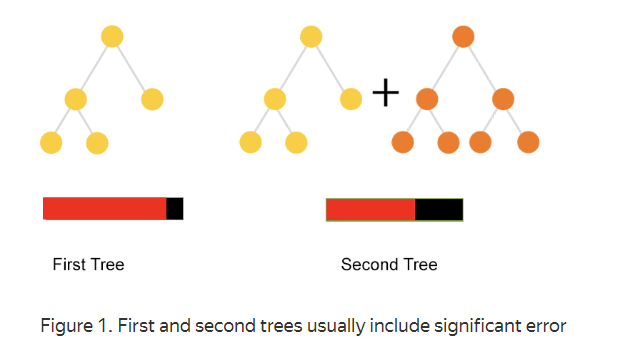 +
First Tree
Second Tree
Figure 1. First and second trees usually include significant error